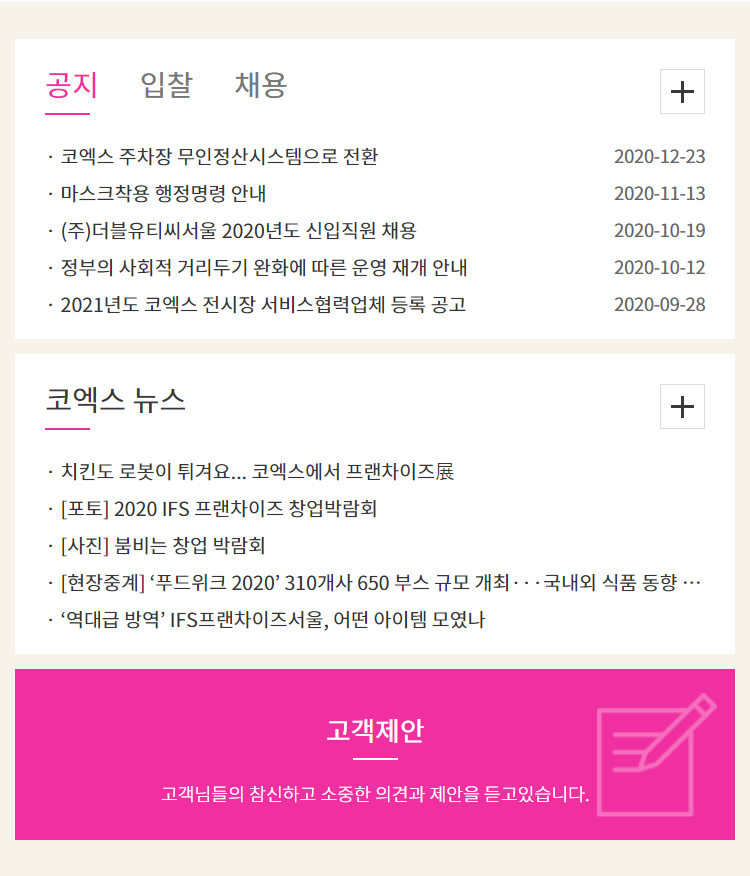 공지 입찰 채용
· 코엑스 주차장 무인정산시스템으로 전환 2020-12-23
· 마스크착용 행정명령 안내 2020-11-13
· (주)더블유티씨서울 2020년도 신입직원 채용 2020-10-19
· 정부의 사회적 거리두기 완화에 따른 운영 재개 안내 2020-10-12
· 2021년도 코엑스 전시장 서비스협력업체 등록 공고 2020-09-28
코엑스 뉴스
· 치킨도 로봇이 튀겨요... 코엑스에서 프랜차이즈展
· [포토] 2020 IFS 프랜차이즈 창업박람회
· [사진] 붐비는 창업 박람회
· [현장중계] ‘푸드위크 2020’ 310개사 650 부스 규모 개최···국내외 식품 동향 …
· ‘역대급 방역’ IFS프랜차이즈서울, 어떤 아이템 모였나
고객제안
고객님들의 참신하고 소중한 의견과 제안을 듣고있습니다.